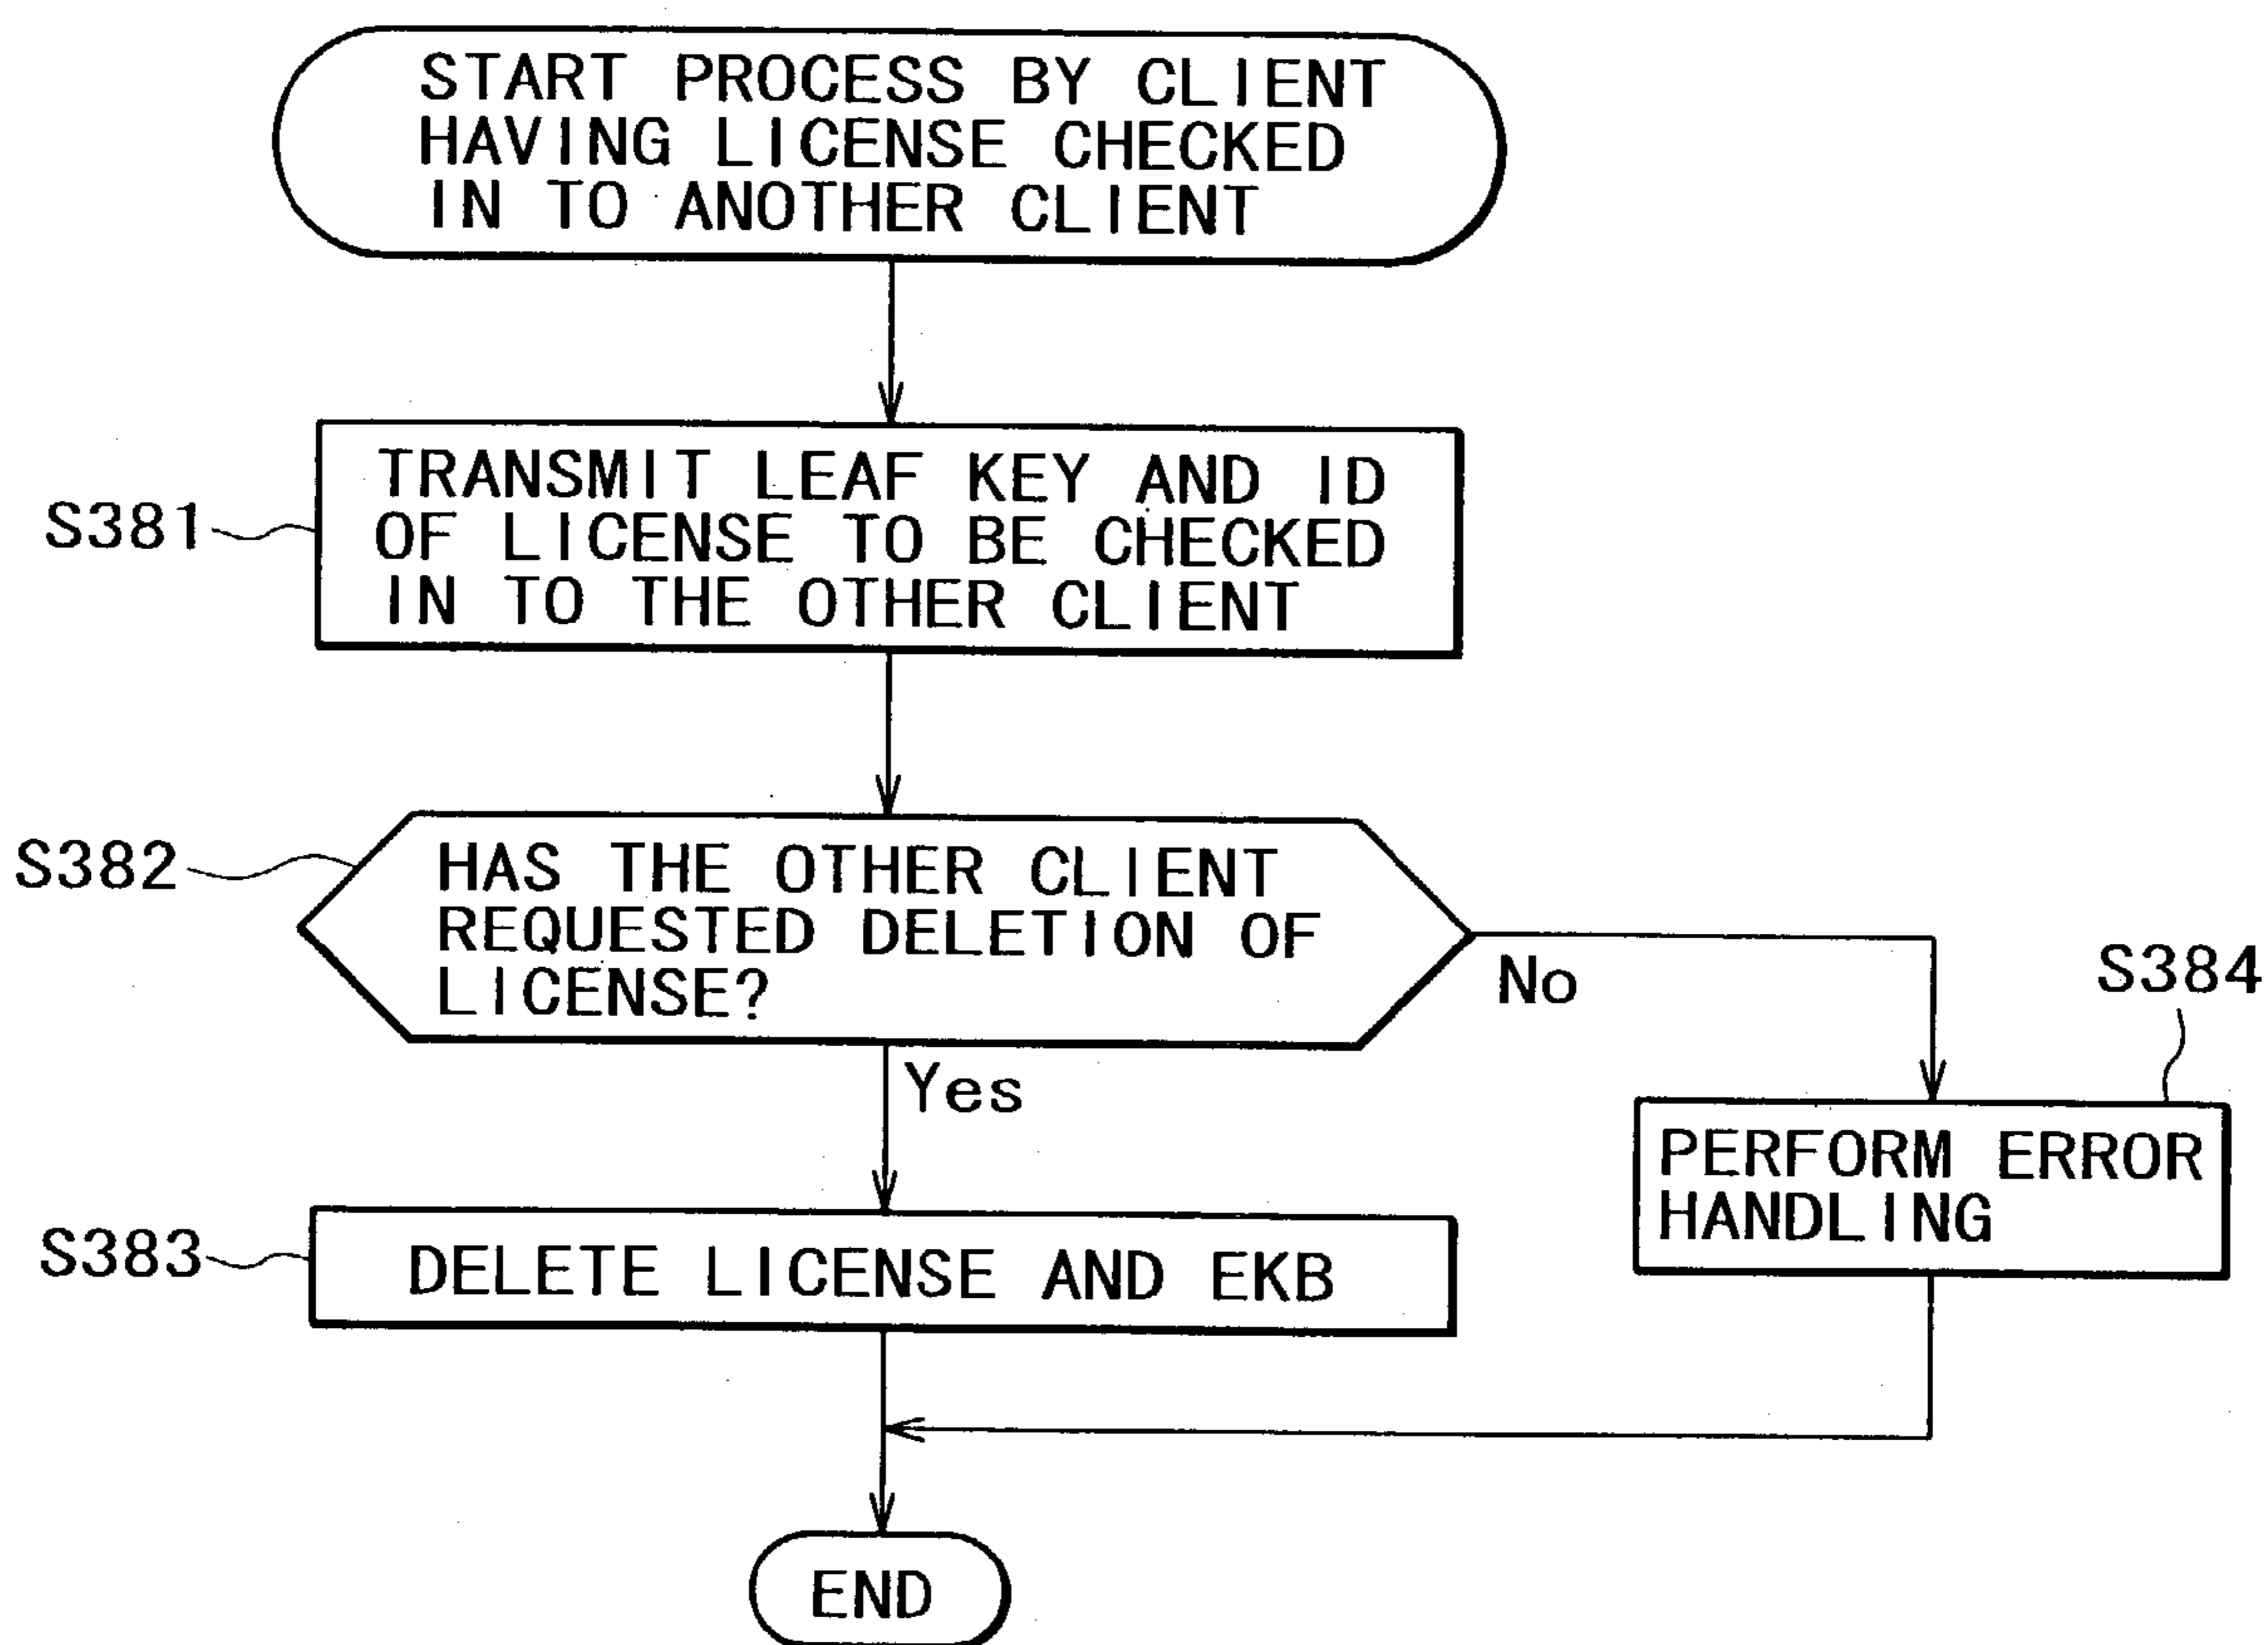 START PROCESS BY CLIENT
HAVING LICENSE CHECKED
IN TO ANOTHER CLIENT
S381
TRANSMIT LEAF KEY AND ID
OF LICENSE TO BE CHECKED
IN TO THE OTHER CLIENT
S382
HAS THE OTHER CLIENT
REQUESTED DELETION OF
LICENSE?
No
S384
Yes
PERFORM ERROR
HANDLING
S383
DELETE LICENSE AND EKB
END